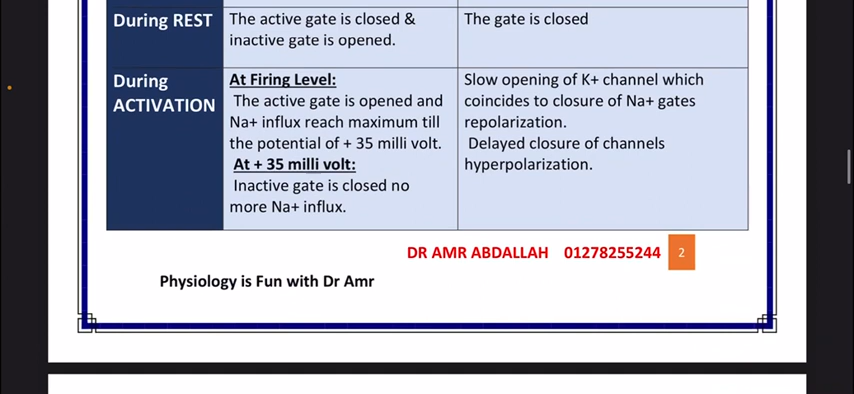 During REST
The active gate is closed &
inactive gate is opened.
The gate is closed
During
ACTIVATION
At Firing Level:
The active gate is opened and
Na+ influx reach maximum till
the potential of + 35 milli volt.
At + 35 milli volt:
Inactive gate is closed no
more Na+ influx.
Slow opening of K+ channel which
coincides to closure of Na+ gates
repolarization.
Delayed closure of channels
hyperpolarization.
DR AMR ABDALLAH 01278255244 2
Physiology is Fun with Dr Amr